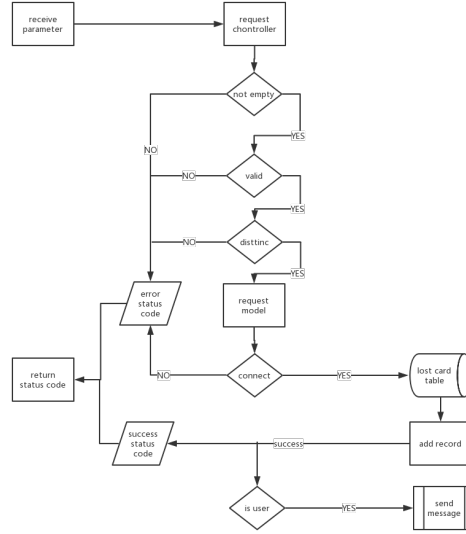 receive
parameter
request
chontroller
not empty
YES
NO
valid
NO
YES
disttinc
NO
YES
error
status
code
request
model
return
status code
connect
NO
YES
lost card
table
success
status
code
success
add record
is user
YES
send
message